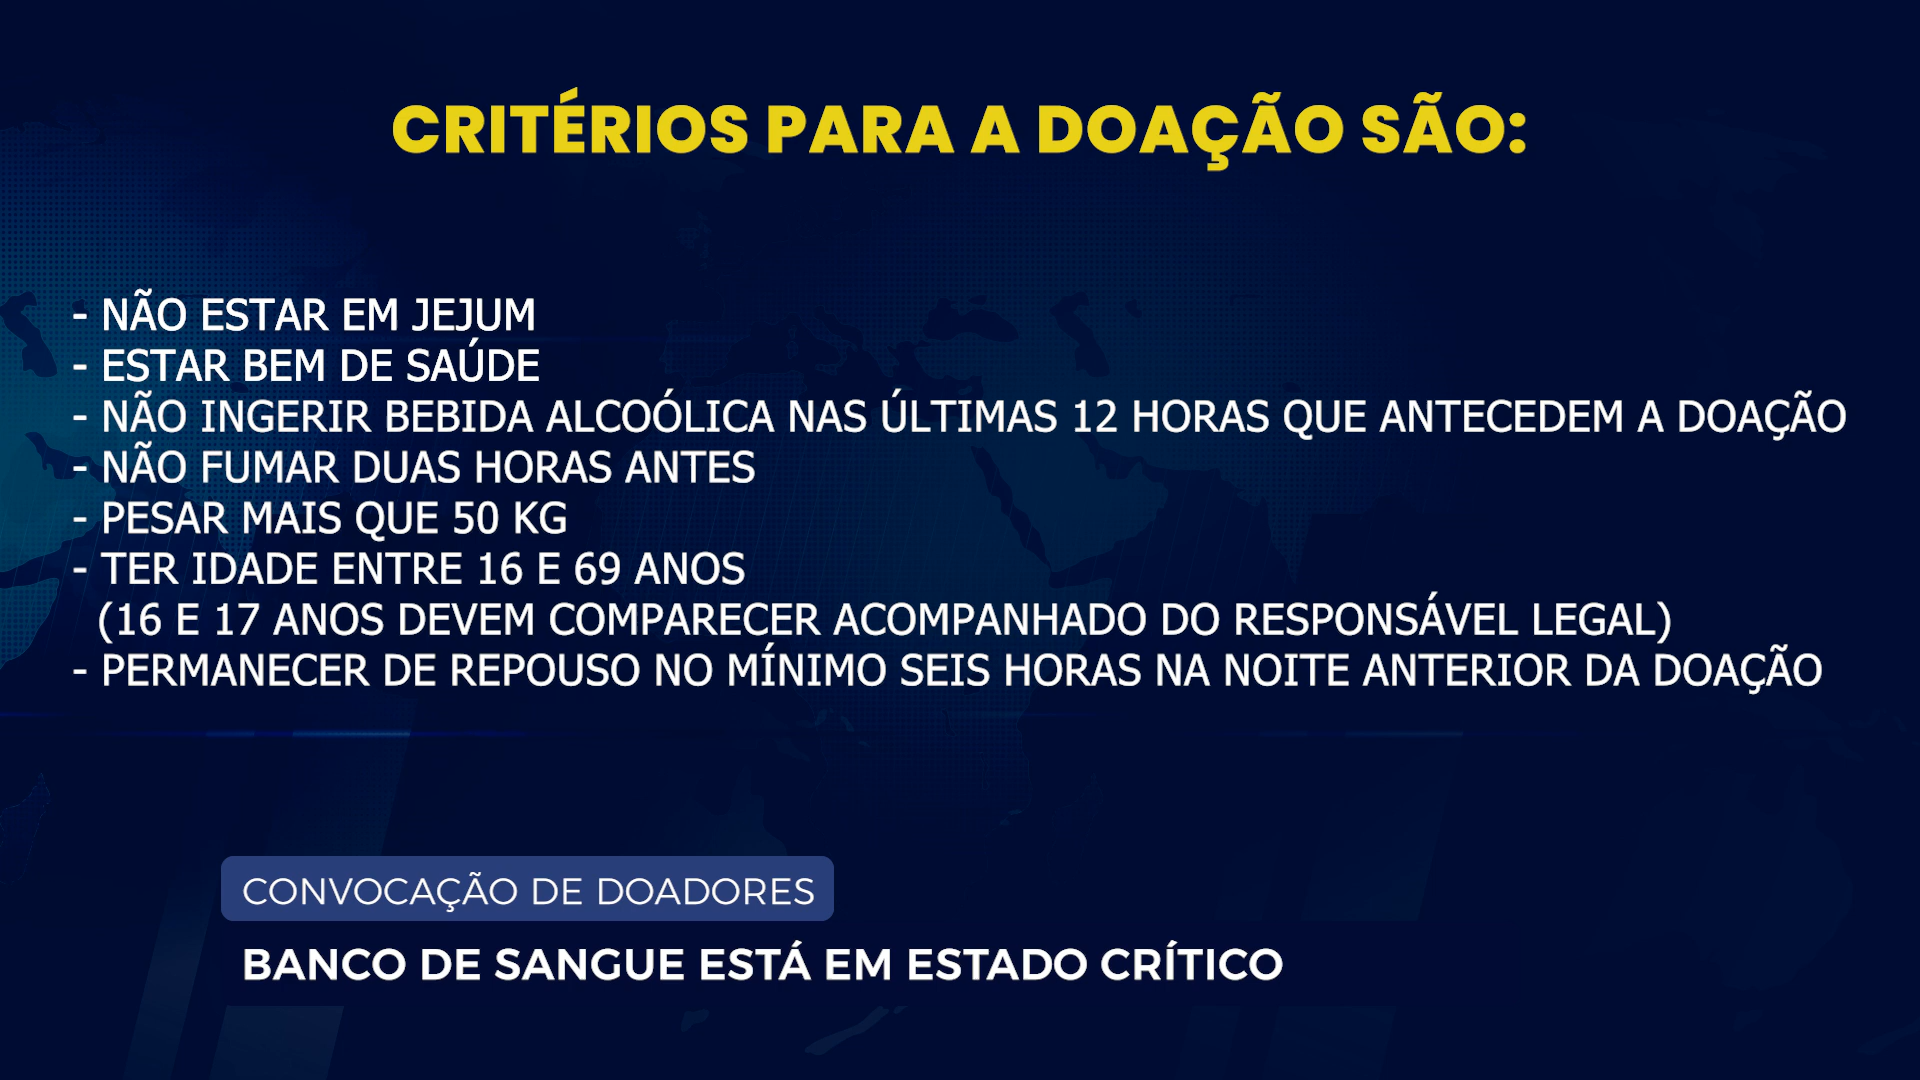 CRITÉRIOS PARA A DOAÇÃO SÃO:
- NÃO ESTAR EM JEJUM
- ESTAR BEM DE SAÚDE
- NÃO INGERIR BEBIDA ALCOÓLICA NAS ÚLTIMAS 12 HORAS QUE ANTECEDEM A DOAÇÃO
- NÃO FUMAR DUAS HORAS ANTES
- PESAR MAIS QUE 50 KG
- TER IDADE ENTRE 16 E 69 ANOS
(16 E 17 ANOS DEVEM COMPARECER ACOMPANHADO DO RESPONSÁVEL LEGAL)
- PERMANECER DE REPOUSO NO MÍNIMO SEIS HORAS NA NOITE ANTERIOR DA DOAÇÃO
CONVOCAÇÃO DE DOADORES
BANCO DE SANGUE ESTÁ EM ESTADO CRÍTICO